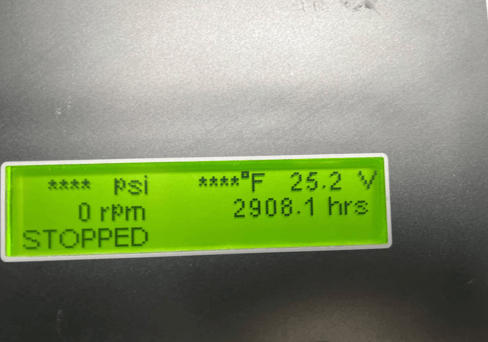 **** psi ****°F 25.2 V
0 rpm 2908.1 hrs
STOPPED